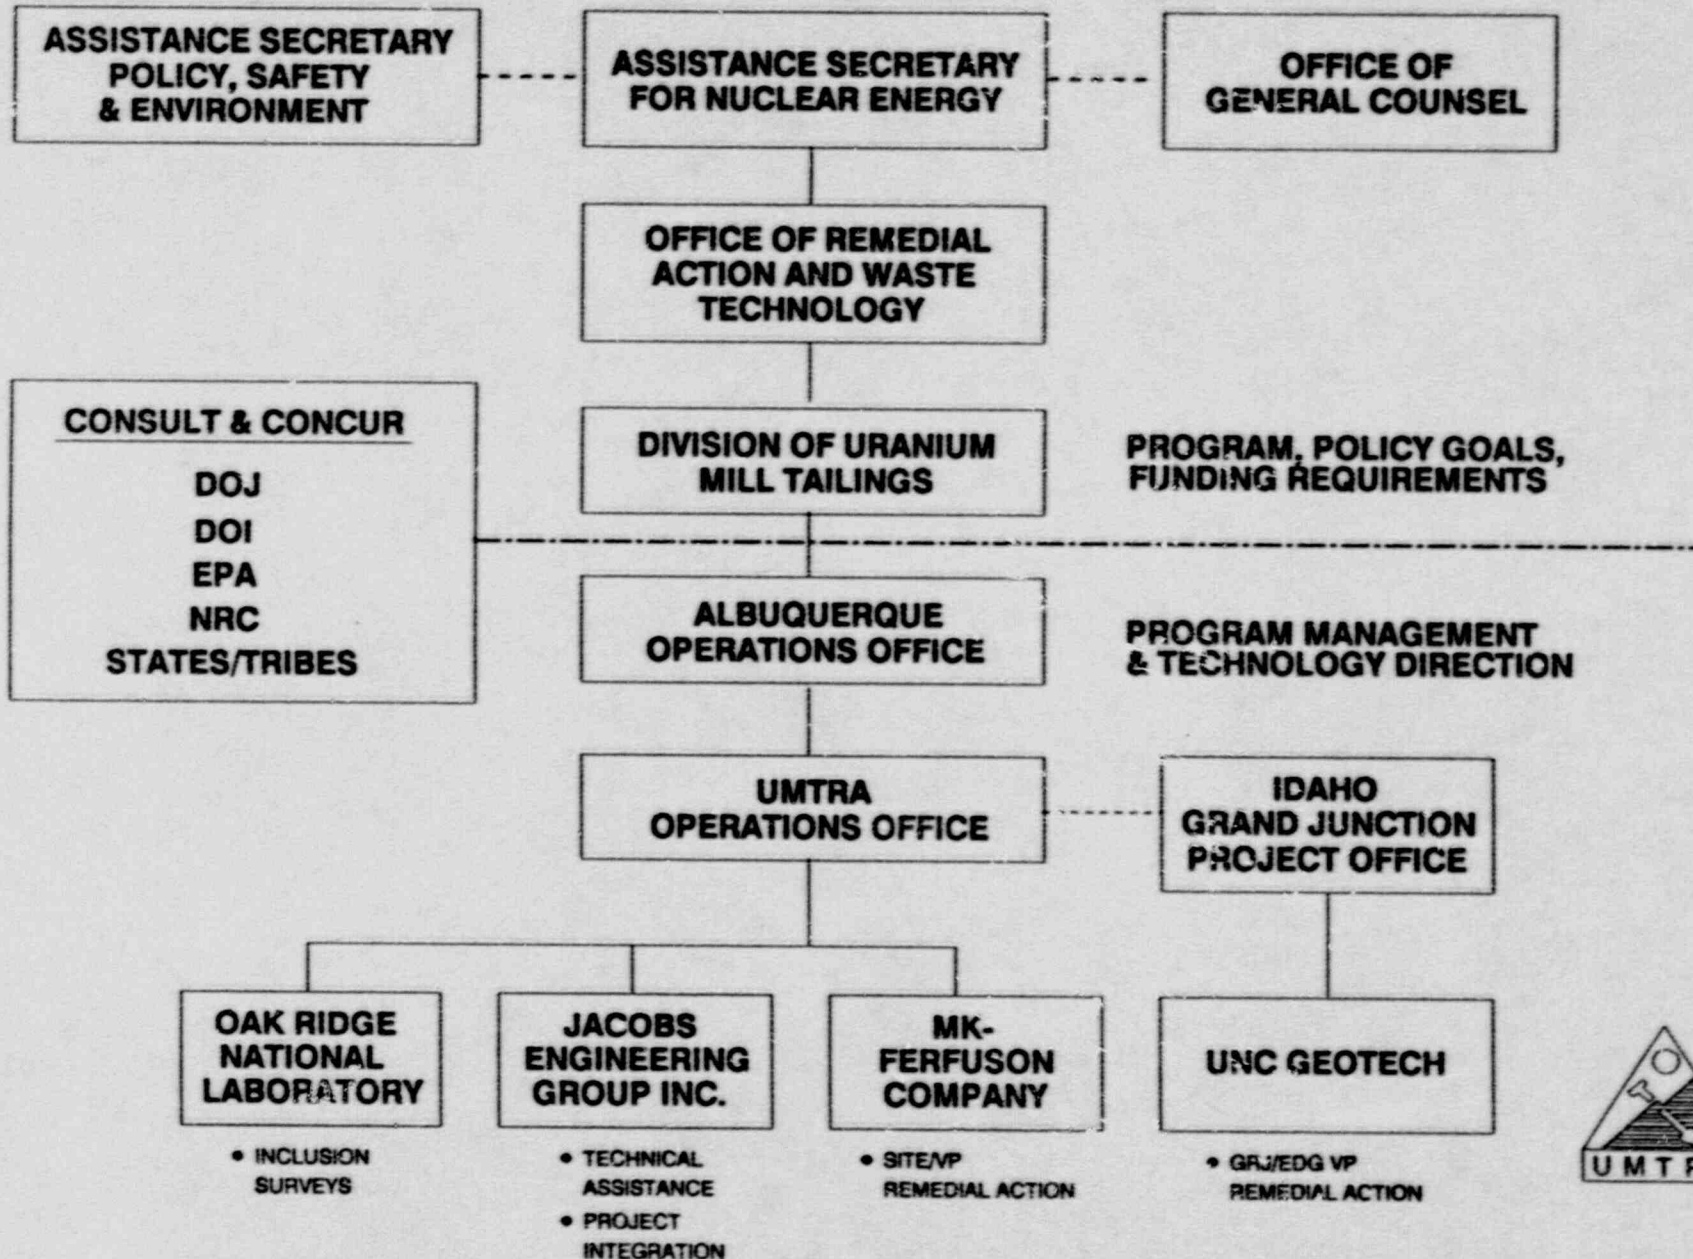 ASSISTANCE SECRETARY
POLICY, SAFETY
& ENVIRONMENT
ASSISTANCE SECRETARY
FOR NUCLEAR ENERGY
OFFICE OF
GENERAL COUNSEL
OFFICE OF REMEDIAL
ACTION AND WASTE
TECHNOLOGY
CONSULT & CONCUR
DOJ
DOI
EPA
NRC
STATES/TRIBES
DIVISION OF URANIUM
MILL TAILINGS
PROGRAM, POLICY GOALS,
FUNDING REQUIREMENTS
ALBUQUERQUE
OPERATIONS OFFICE
PROGRAM MANAGEMENT
& TECHNOLOGY DIRECTION
UMTRA
OPERATIONS OFFICE
IDAHO
GRAND JUNCTION
PROJECT OFFICE
OAK RIDGE
NATIONAL
LABORATORY
• INCLUSION
SURVEYS
JACOBS
ENGINEERING
GROUP INC.
• TECHNICAL
ASSISTANCE
• PROJECT
INTEGRATION
MK-
FERFUSON
COMPANY
• SITE/VP
REMEDIAL ACTION
UNC GEOTECH
• GRJ/EDG VP
REMEDIAL ACTION